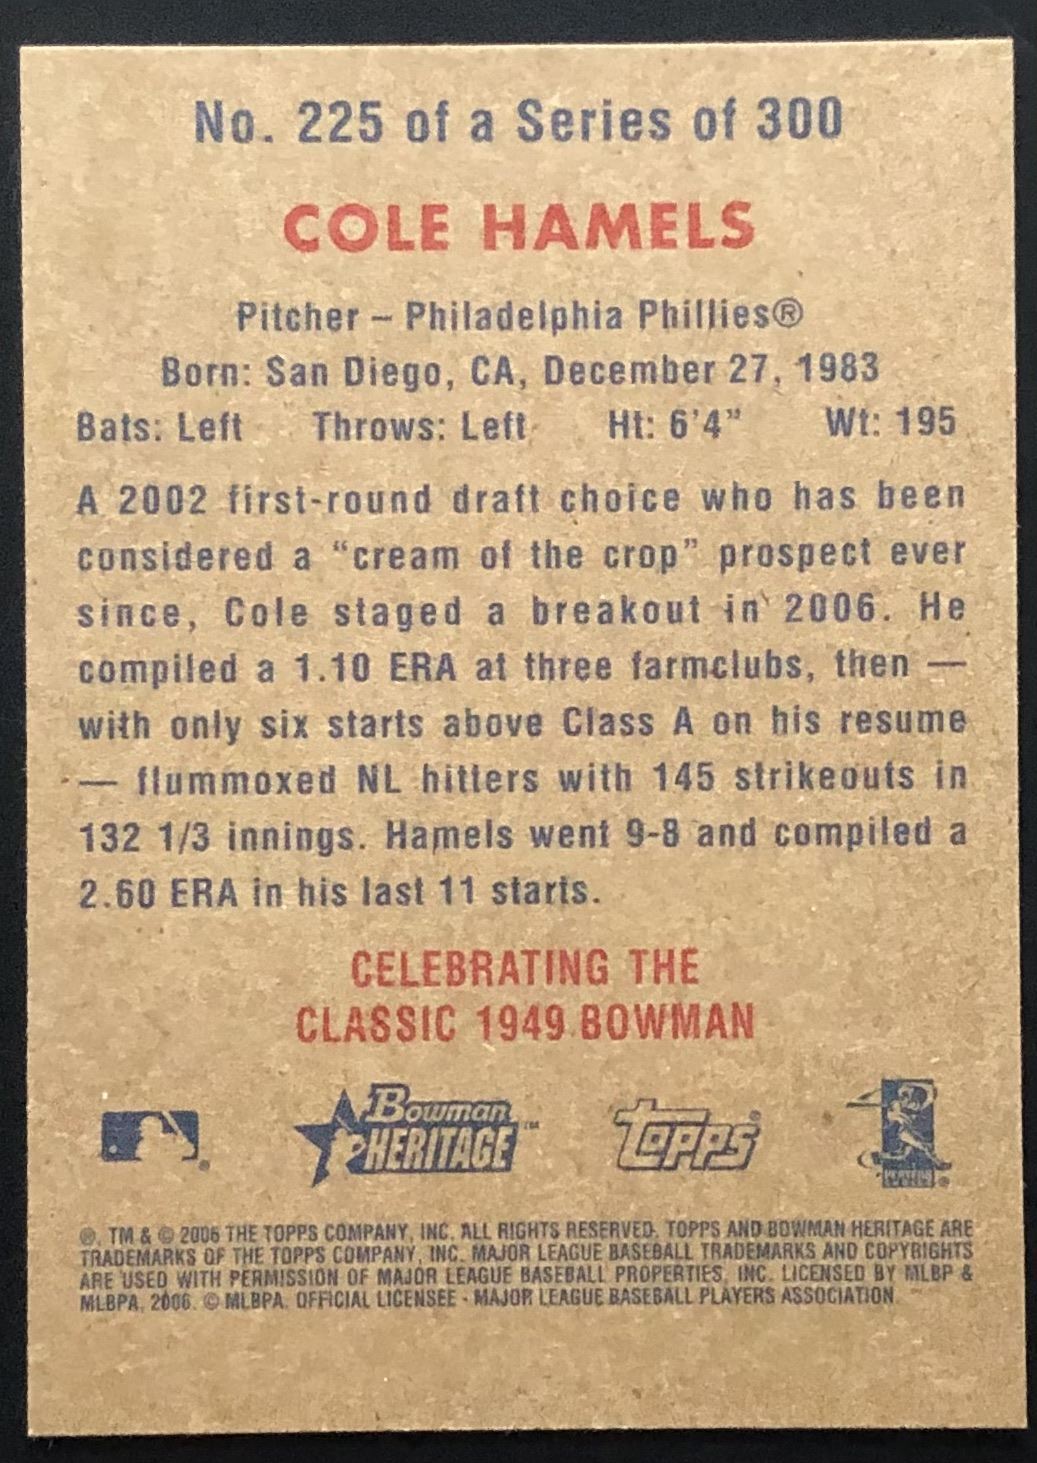 No. 225 of a Series of 300
COLE HAMELS
Pitcher – Philadelphia Phillies®
Born: San Diego, CA, December 27, 1983
Bats: Left Throws: Left Ht: 6'4" Wt: 195
A 2002 first-round draft choice who has been
considered a “cream of the crop” prospect ever
since, Cole staged a breakout in 2006. He
compiled a 1.10 ERA at three farmclubs, then —
with only six starts above Class A on his resume
— flummoxed NL hitters with 145 strikeouts in
132 1/3 innings. Hamels went 9-8 and compiled a
2.60 ERA in his last 11 starts.
CELEBRATING THE
CLASSIC 1949 BOWMAN
Bowman ™
HERITAGE
Topps ®
®, TM & © 2006 THE TOPPS COMPANY, INC. ALL RIGHTS RESERVED. TOPPS AND BOWMAN HERITAGE ARE
TRADEMARKS OF THE TOPPS COMPANY, INC. MAJOR LEAGUE BASEBALL TRADEMARKS AND COPYRIGHTS
ARE USED WITH PERMISSION OF MAJOR LEAGUE BASEBALL PROPERTIES, INC. LICENSED BY MLBP &
MLBPA, 2006. © MLBPA. OFFICIAL LICENSEE - MAJOR LEAGUE BASEBALL PLAYERS ASSOCIATION.